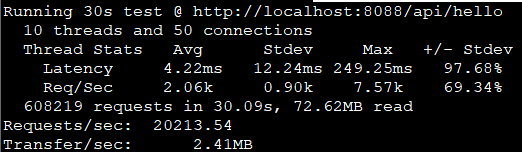 Running 30s test @ http://localhost:8088/api/hello
  10 threads and 50 connections
  Thread Stats   Avg      Stdev     Max   +/- Stdev
    Latency     4.22ms   12.24ms 249.25ms   97.68%
    Req/Sec     2.06k     0.90k    7.57k    69.34%
  608219 requests in 30.09s, 72.62MB read
Requests/sec:  20213.54
Transfer/sec:      2.41MB